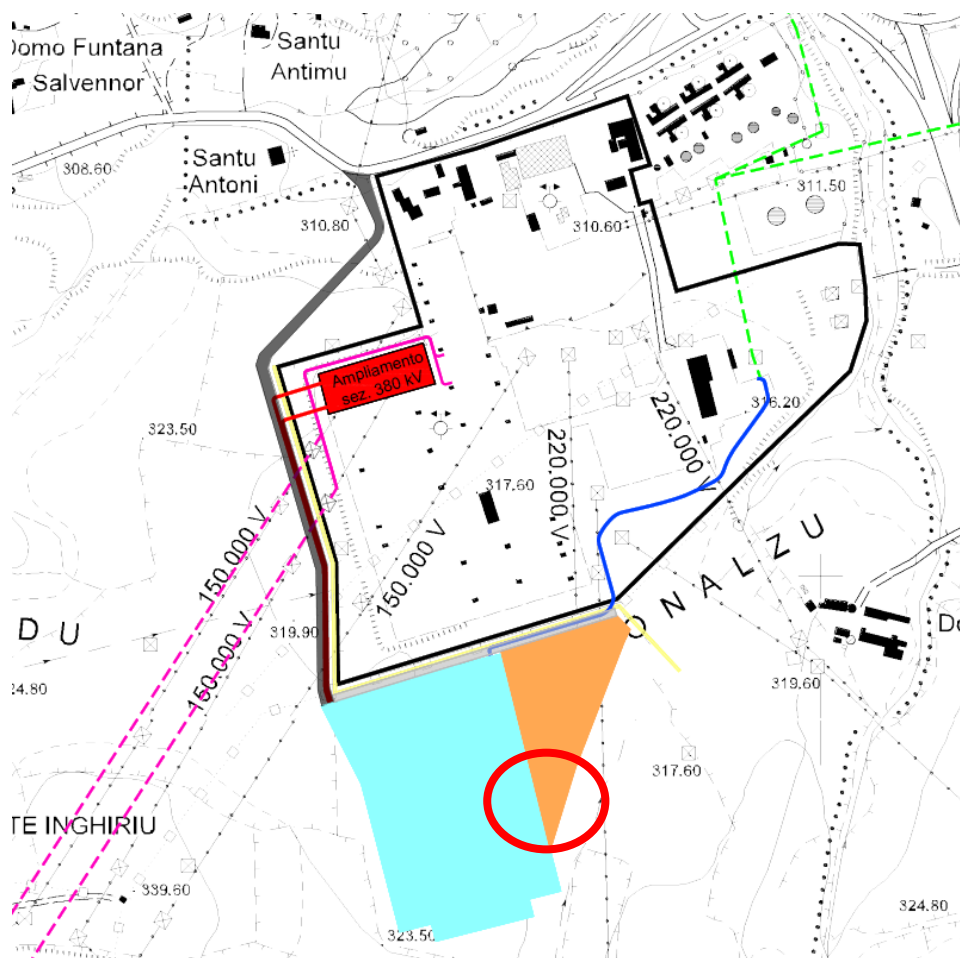 Domo Funtana
Salvennor
Santu
Antimu
Santu
Antoni
308.60
310.80
310.60
311.50
Ampliamento
sez. 380 kV
323.50
316.20
220.000 V
220.000 V
317.60
150.000 V
150.000 V
150.000 V
O N A L Z U
D U
319.90
24.80
319.60
317.60
TE INGHIRIU
339.60
323.50
324.80